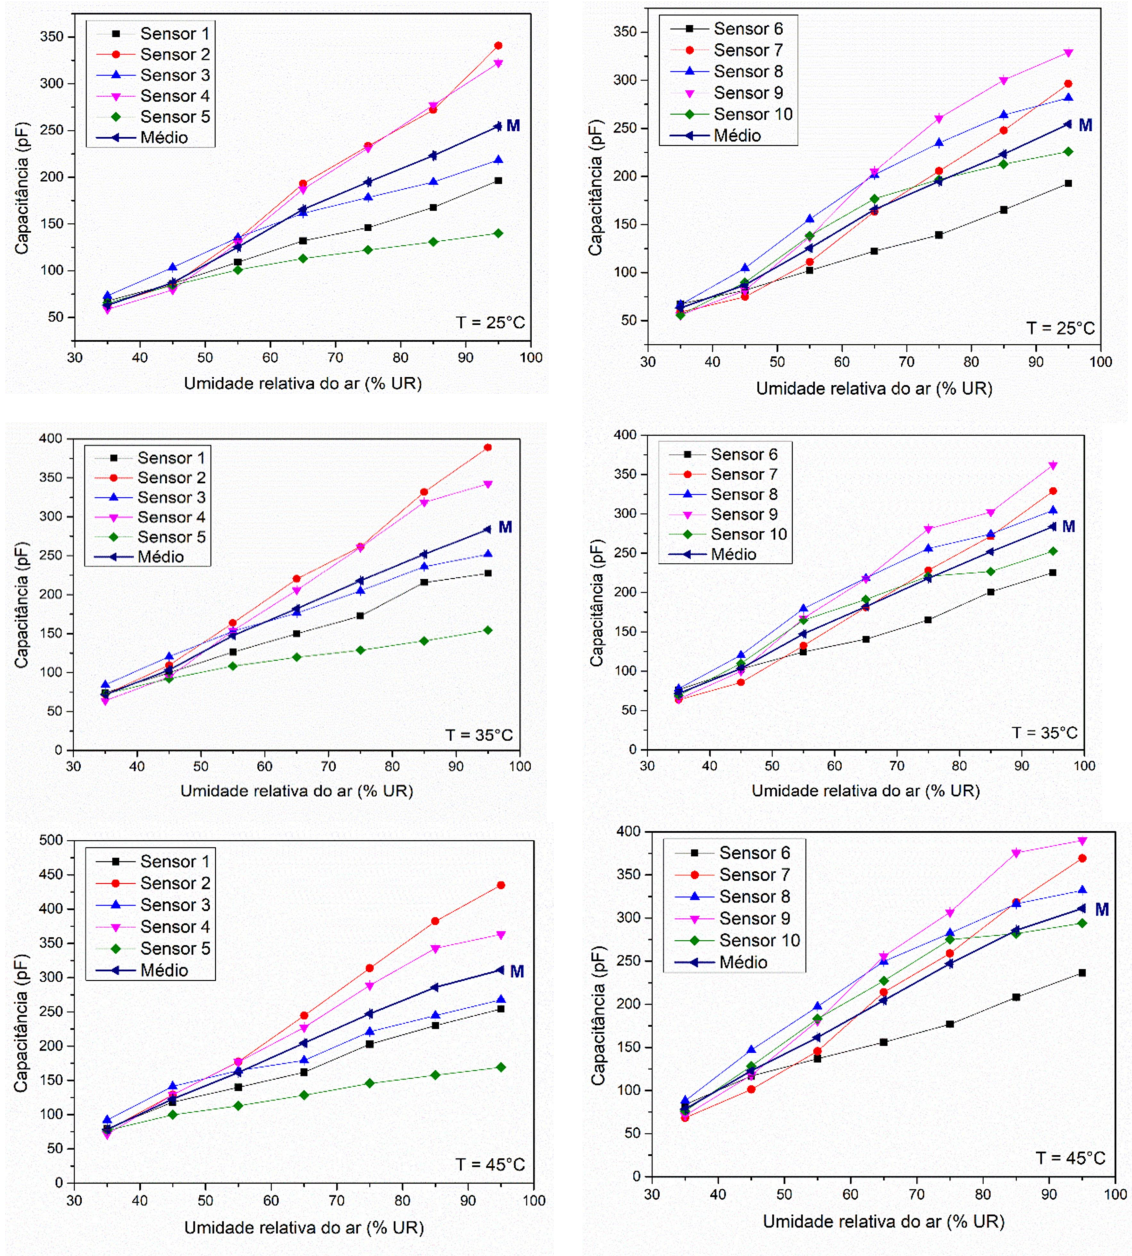 Sensor 1
Sensor 2
Sensor 3
Sensor 4
Sensor 5
Médio
M
T = 25°C
350
300
250
200
150
100
50
30 40 50 60 70 80 90 100
Capacitância (pF)
Umidade relativa do ar (% UR)
Sensor 6
Sensor 7
Sensor 8
Sensor 9
Sensor 10
Médio
M
T = 25°C
350
300
250
200
150
100
50
30 40 50 60 70 80 90 100
Capacitância (pF)
Umidade relativa do ar (% UR)
Sensor 1
Sensor 2
Sensor 3
Sensor 4
Sensor 5
Médio
M
T = 35°C
400
350
300
250
200
150
100
50
0
30 40 50 60 70 80 90 100
Capacitância (pF)
Umidade relativa do ar (% UR)
Sensor 6
Sensor 7
Sensor 8
Sensor 9
Sensor 10
Médio
M
T = 35°C
400
350
300
250
200
150
100
50
0
30 40 50 60 70 80 90 100
Capacitância (pF)
Umidade relativa do ar (% UR)
Sensor 1
Sensor 2
Sensor 3
Sensor 4
Sensor 5
Médio
M
T = 45°C
500
450
400
350
300
250
200
150
100
50
0
30 40 50 60 70 80 90 100
Capacitância (pF)
Umidade relativa do ar (% UR)
Sensor 6
Sensor 7
Sensor 8
Sensor 9
Sensor 10
Médio
M
T = 45°C
400
350
300
250
200
150
100
50
0
30 40 50 60 70 80 90 100
Capacitância (pF)
Umidade relativa do ar (% UR)